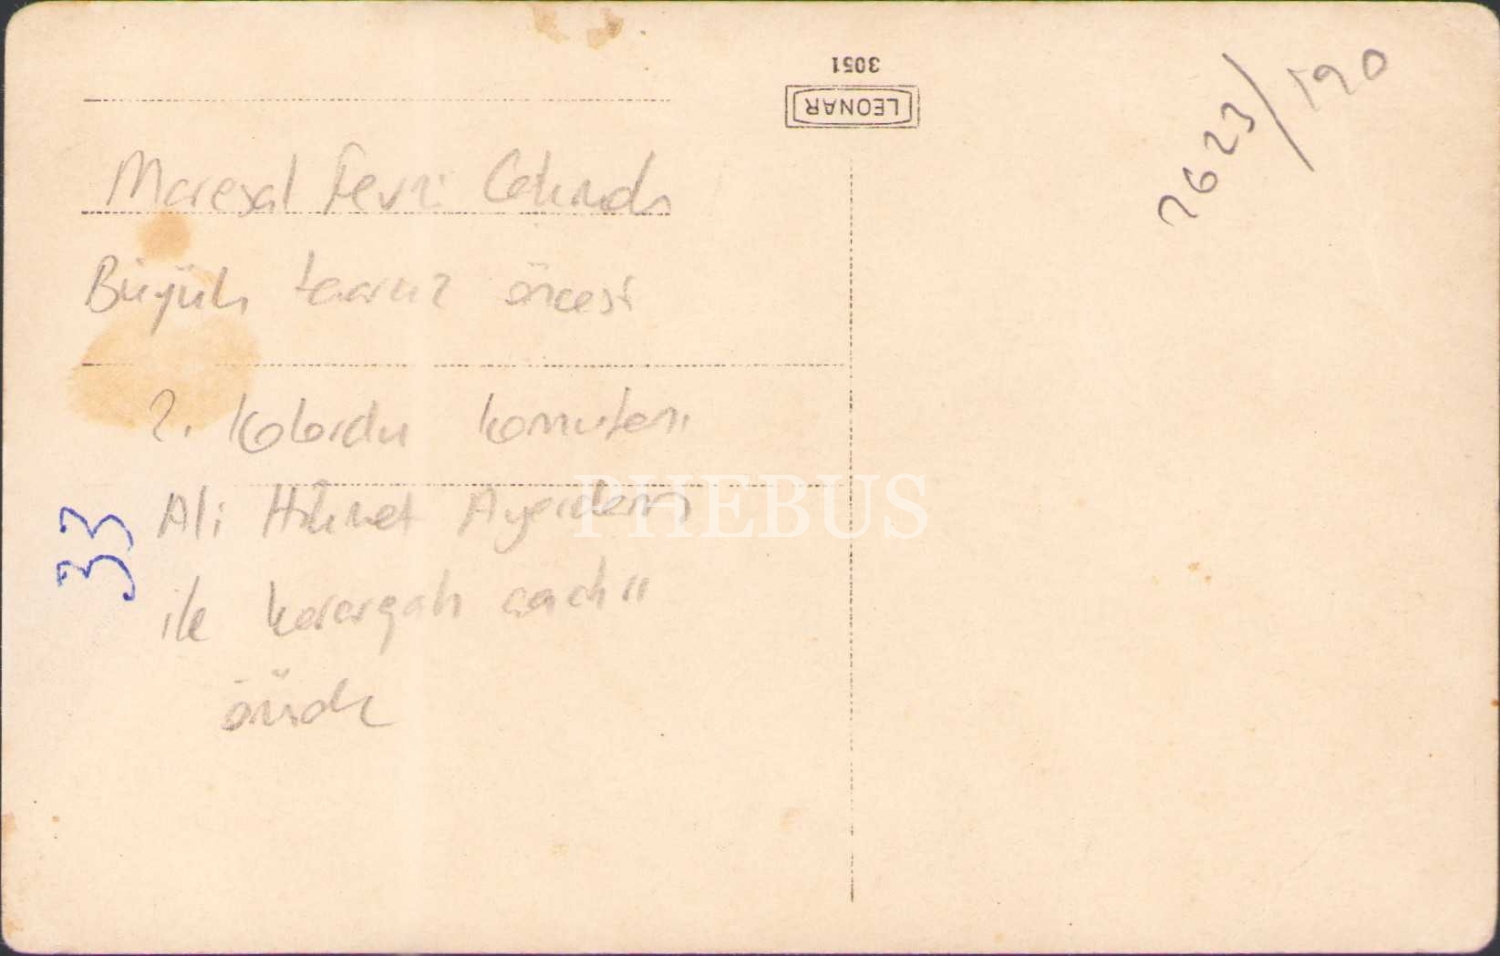 3051
LEONAR
7623/190
Mareşal Fevzi Çakmak
Büyük taarruz öncesi
2. Kolordu komutanı
Ali Hikmet Ayerdem
ile karargah çadırı
önünde
33
PHEBUS